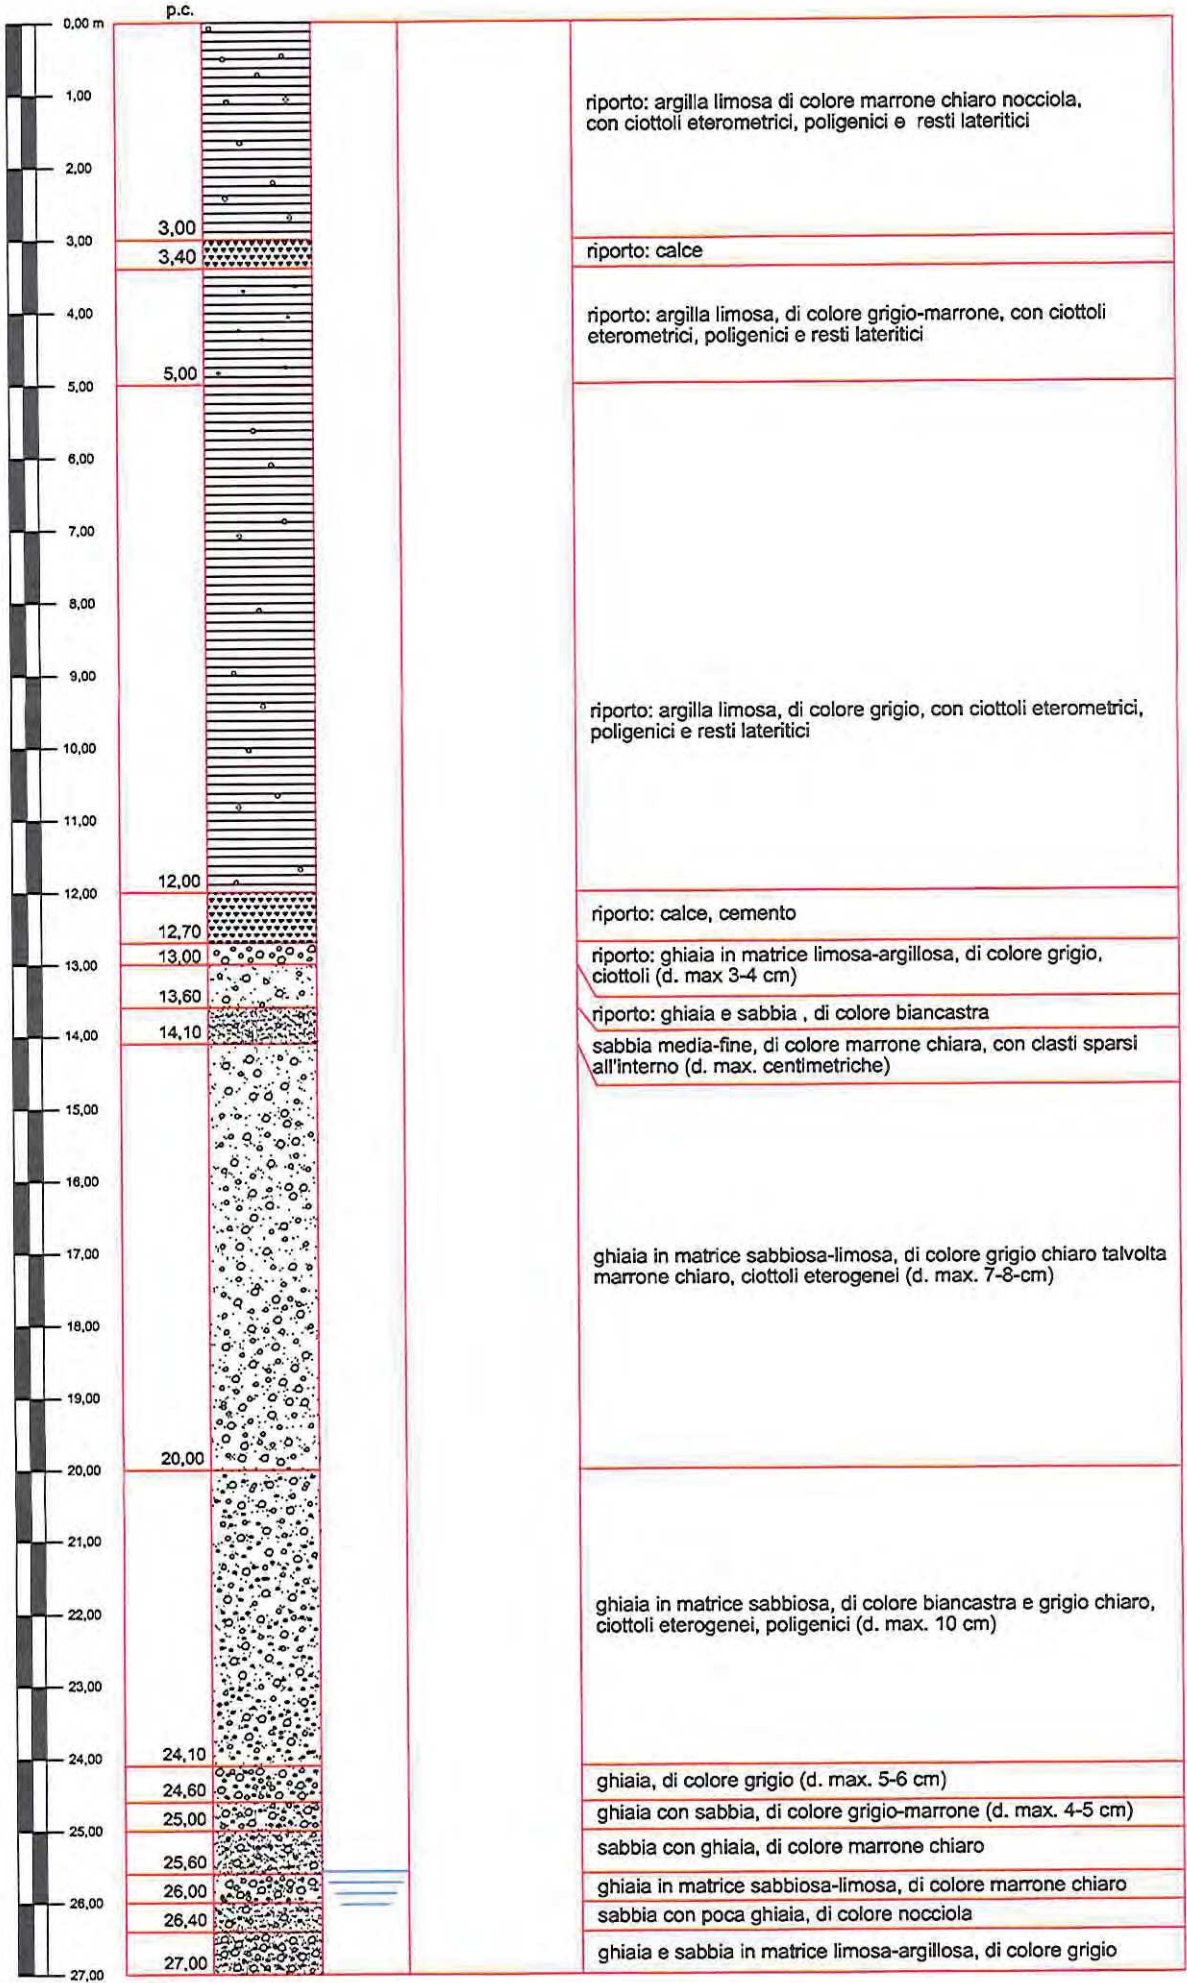 p.c.
0,00 m
1,00
riporto: argilla limosa di colore marrone chiaro nocciola,
con ciottoli eterometrici, poligenici e resti lateritici
2,00
3,00
3,00
3,40
riporto: calce
4,00
riporto: argilla limosa, di colore grigio-marrone, con ciottoli
eterometrici, poligenici e resti lateritici
5,00
5,00
6,00
7,00
8,00
9,00
riporto: argilla limosa, di colore grigio, con ciottoli eterometrici,
poligenici e resti lateritici
10,00
11,00
12,00
12,00
riporto: calce, cemento
12,70
13,00
13,00
riporto: ghiaia in matrice limosa-argillosa, di colore grigio,
ciottoli (d. max 3-4 cm)
13,60
riporto: ghiaia e sabbia , di colore biancastra
14,10
14,00
sabbia media-fine, di colore marrone chiara, con clasti sparsi
all'interno (d. max. centimetriche)
15,00
16,00
17,00
ghiaia in matrice sabbiosa-limosa, di colore grigio chiaro talvolta
marrone chiaro, ciottoli eterogenei (d. max. 7-8-cm)
18,00
19,00
20,00
20,00
21,00
22,00
ghiaia in matrice sabbiosa, di colore biancastra e grigio chiaro,
ciottoli eterogenei, poligenici (d. max. 10 cm)
23,00
24,10
24,00
24,60
ghiaia, di colore grigio (d. max. 5-6 cm)
25,00
ghiaia con sabbia, di colore grigio-marrone (d. max. 4-5 cm)
25,00
25,60
sabbia con ghiaia, di colore marrone chiaro
26,00
ghiaia in matrice sabbiosa-limosa, di colore marrone chiaro
26,00
26,40
sabbia con poca ghiaia, di colore nocciola
27,00
ghiaia e sabbia in matrice limosa-argillosa, di colore grigio
27,00